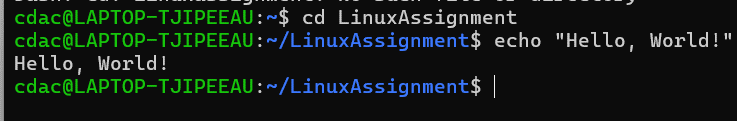 cdac@LAPTOP-TJIPEEAU:~$ cd LinuxAssignment
cdac@LAPTOP-TJIPEEAU:~/LinuxAssignment$ echo "Hello, World!"
Hello, World!
cdac@LAPTOP-TJIPEEAU:~/LinuxAssignment$